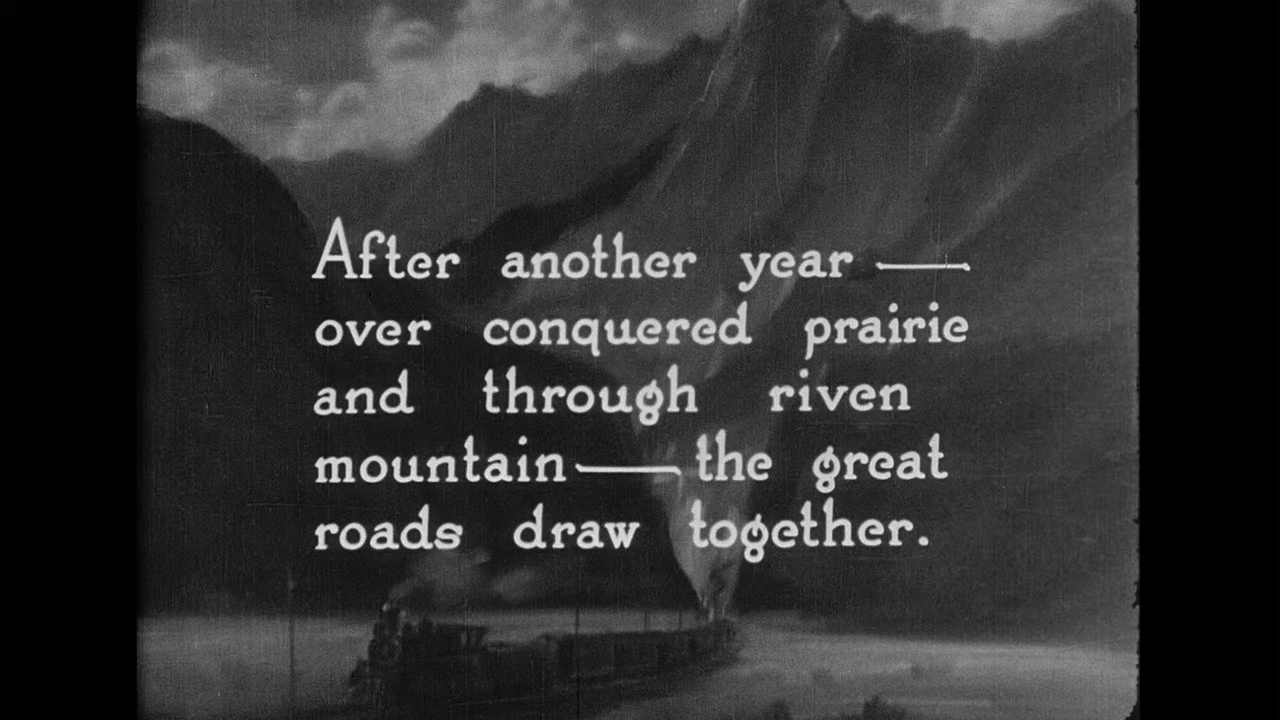 After another year —
over conquered prairie
and through riven
mountain — the great
roads draw together.